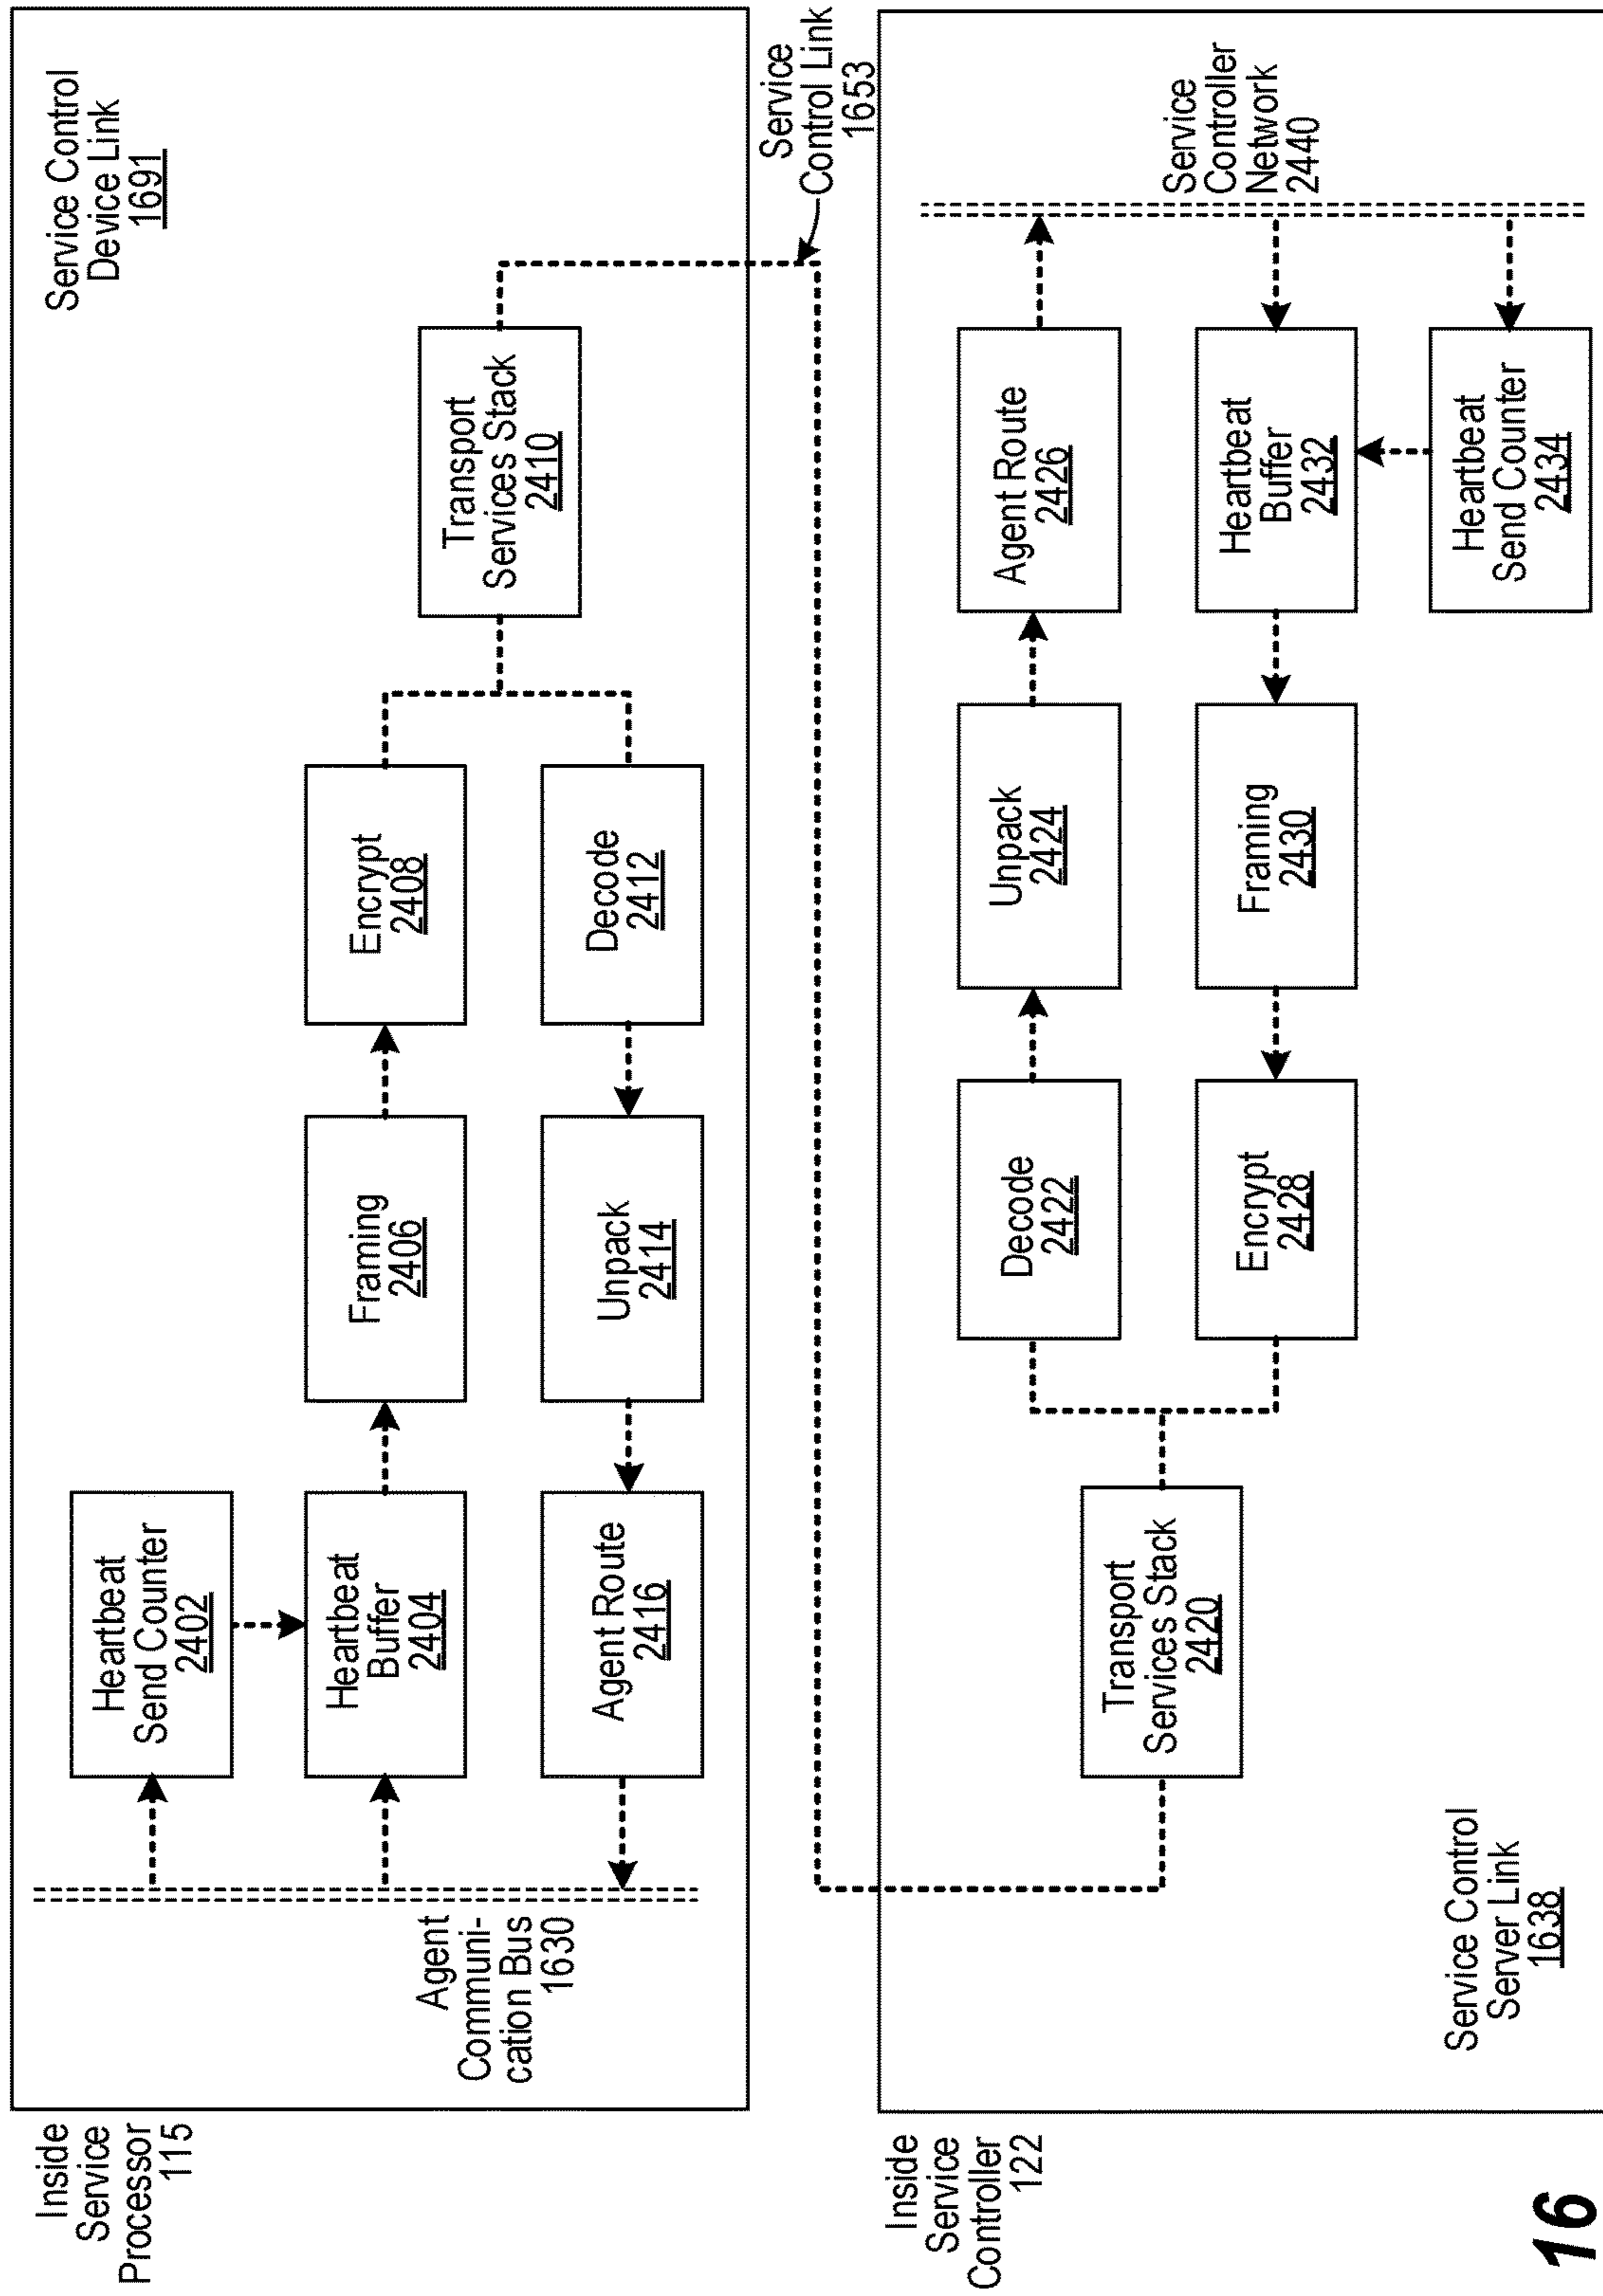 Inside
Service
Processor
115
Service Control
Device Link
1691
Heartbeat
Send Counter
2402
Heartbeat
Buffer
2404
Framing
2406
Encrypt
2408
Transport
Services Stack
2410
Agent Route
2416
Unpack
2414
Decode
2412
Agent
Communi-
cation Bus
1630
Service
Control Link
1653
Inside
Service
Controller
122
Decode
2422
Unpack
2424
Agent Route
2426
Transport
Services Stack
2420
Service
Controller
Network
2440
Encrypt
2428
Framing
2430
Heartbeat
Buffer
2432
Heartbeat
Send Counter
2434
Service Control
Server Link
1638
16